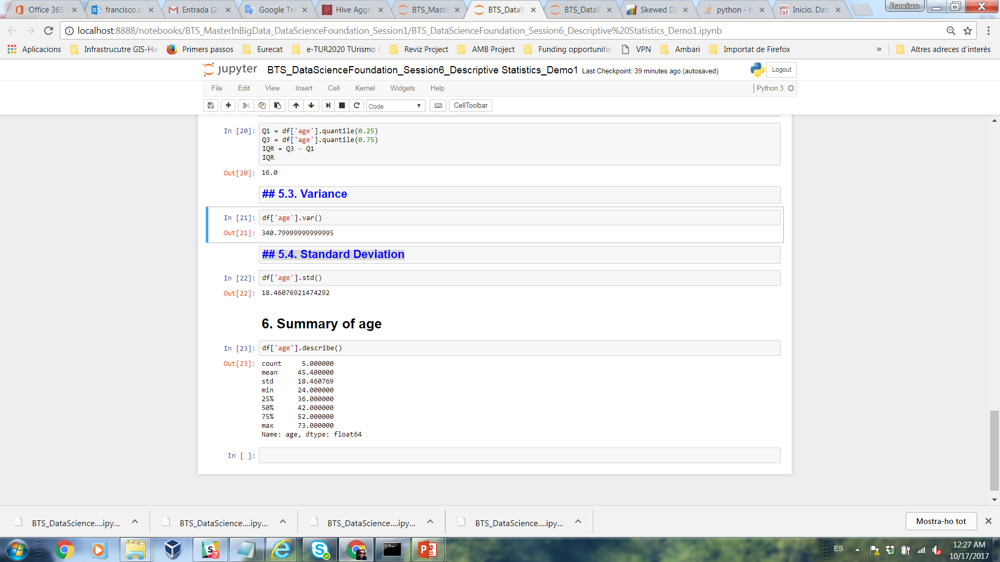 Office 365
francisco.s
Entrada (2
Google Tra
Hive Aggre
BTS_Maste
BTS_DataS
BTS_DataS
Skewed Di
python - h
Inicio. Dat
Francisco
localhost:8888/notebooks/BTS_MasterInBigData_DataScienceFoundation_Session1/BTS_DataScienceFoundation_Session6_Descriptive%20Statistics_Demo1.ipynb
Aplicacions
Infrastrucutre GIS-Ha
Primers passos
Eurecat
e-TUR2020 TUrismo
Reviz Project
AMB Project
Funding opportunitie
VPN
Ambari
Importat de Firefox
»
Altres adreces d'interès
jupyter BTS_DataScienceFoundation_Session6_Descriptive Statistics_Demo1 Last Checkpoint: 39 minutes ago (autosaved)
Logout
File Edit View Insert Cell Kernel Widgets Help
Python 3
Code
CellToolbar
In [20]: Q1 = df['age'].quantile(0.25)
Q3 = df['age'].quantile(0.75)
IQR = Q3 - Q1
IQR
Out[20]: 16.0
## 5.3. Variance
In [21]: df['age'].var()
Out[21]: 340.79999999999995
## 5.4. Standard Deviation
In [22]: df['age'].std()
Out[22]: 18.46076921474292
6. Summary of age
In [23]: df['age'].describe()
Out[23]: count 5.000000
mean 45.400000
std 18.460769
min 24.000000
25% 36.000000
50% 42.000000
75% 52.000000
max 73.000000
Name: age, dtype: float64
In [ ]:
BTS_DataScience....ipy...
BTS_DataScience....ipy...
BTS_DataScience....ipy...
BTS_DataScience....ipy...
Mostra-ho tot
ES
12:27 AM
10/17/2017